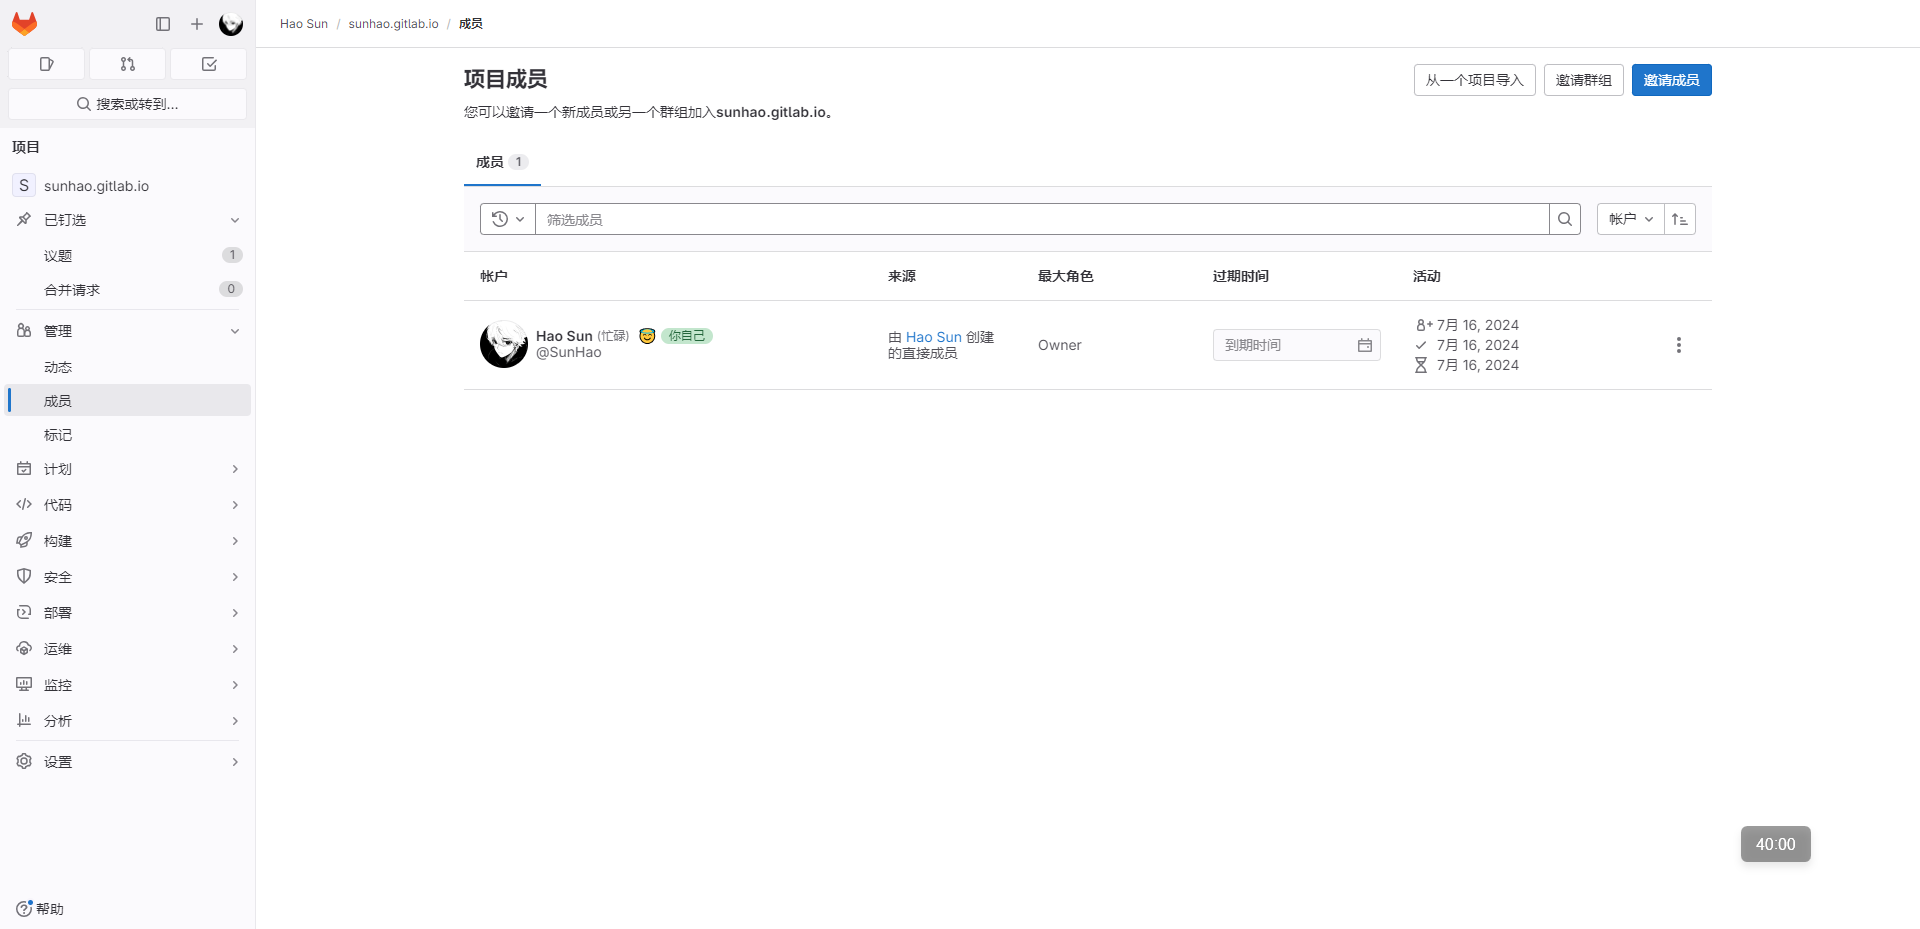 Hao Sun / sunhao.gitlab.io / 成员
搜索或转到...
项目
S sunhao.gitlab.io
已钉选
议题 1
合并请求 0
管理
动态
成员
标记
计划
代码
构建
安全
部署
运维
监控
分析
设置
帮助
项目成员
从一个项目导入 邀请群组 邀请成员
您可以邀请一个新成员或另一个群组加入sunhao.gitlab.io。
成员 1
筛选成员
帐户
帐户 来源 最大角色 过期时间 活动
Hao Sun (忙碌) 你自己
@SunHao
由 Hao Sun 创建
的直接成员
Owner
到期时间
7月 16, 2024
7月 16, 2024
7月 16, 2024
40:00